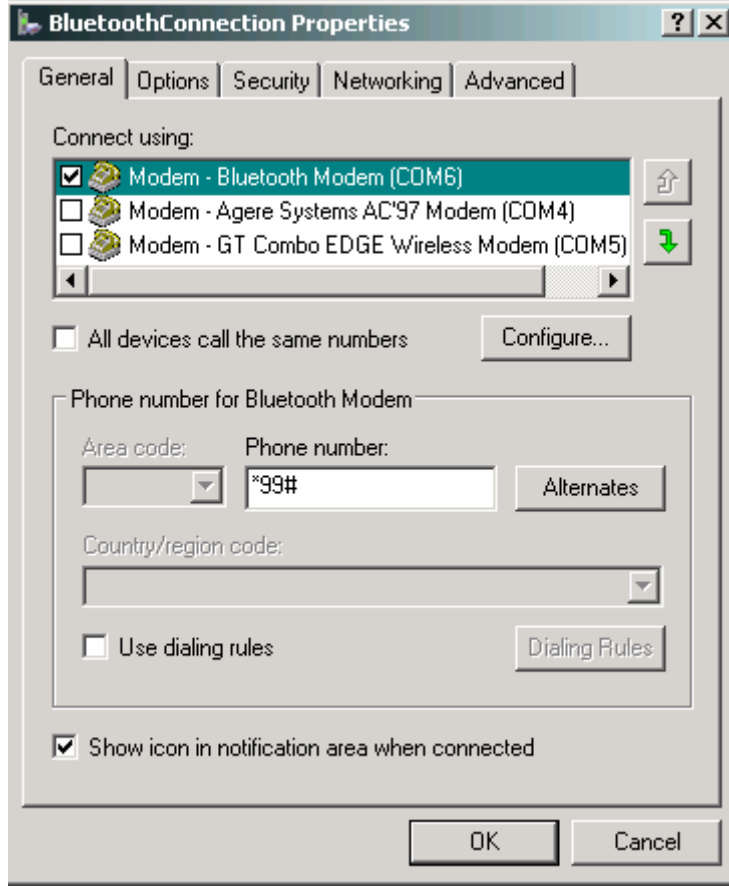 BluetoothConnection Properties
General Options Security Networking Advanced
Connect using:
Modem - Bluetooth Modem (COM6)
Modem - Agere Systems AC'97 Modem (COM4)
Modem - GT Combo EDGE Wireless Modem (COM5)
All devices call the same numbers Configure...
Phone number for Bluetooth Modem
Area code: Phone number:
*99# Alternates
Country/region code:
Use dialing rules Dialing Rules
Show icon in notification area when connected
OK Cancel